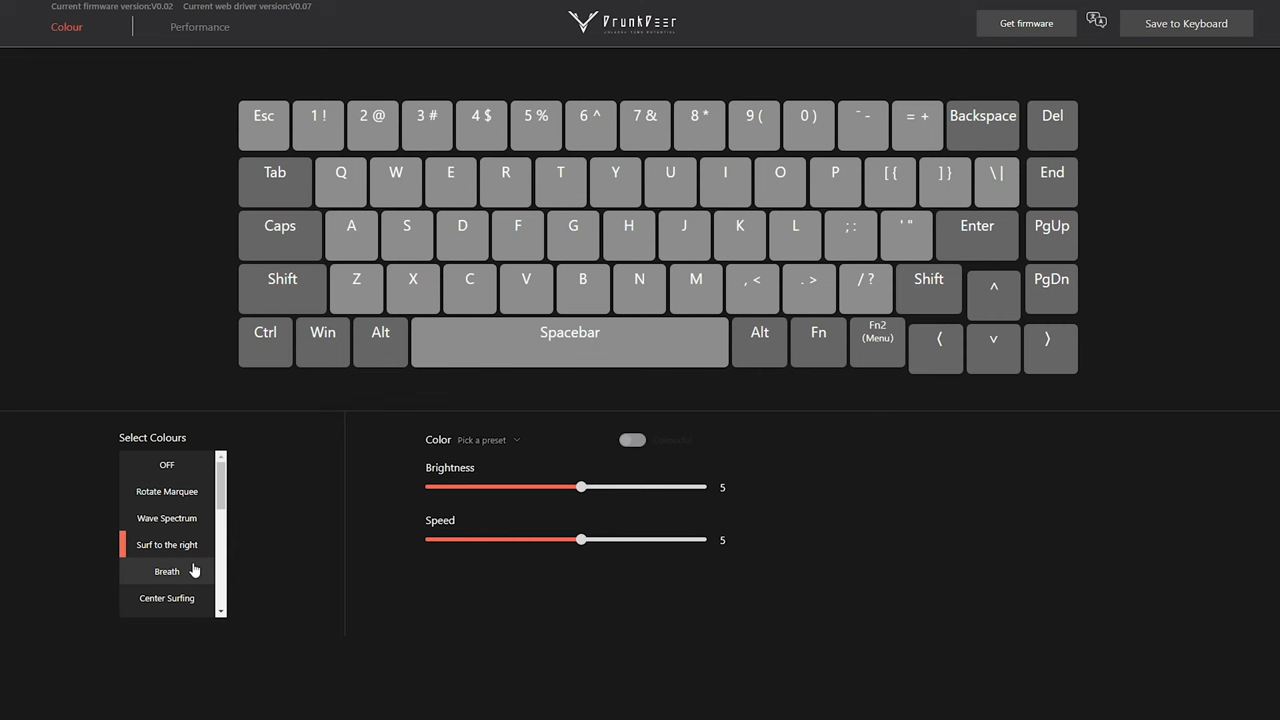 Current firmware version:V0.02 Current web driver version:V0.07
Colour Performance
DrunkDeer
Get firmware
Save to Keyboard
Esc 1 ! 2 @ 3 # 4 $ 5 % 6 ^ 7 & 8 * 9 ( 0 ) - - = + Backspace Del
Tab Q W E R T Y U I O P [ { ] } \ | End
Caps A S D F G H J K L ; : ' " Enter PgUp
Shift Z X C V B N M , < . > / ? Shift ^ PgDn
Ctrl Win Alt Spacebar Alt Fn Fn2
(Menu) < v >
Select Colours
OFF
Rotate Marquee
Wave Spectrum
Surf to the right
Breath
Center Surfing
Color Pick a preset
Brightness
5
Speed
5